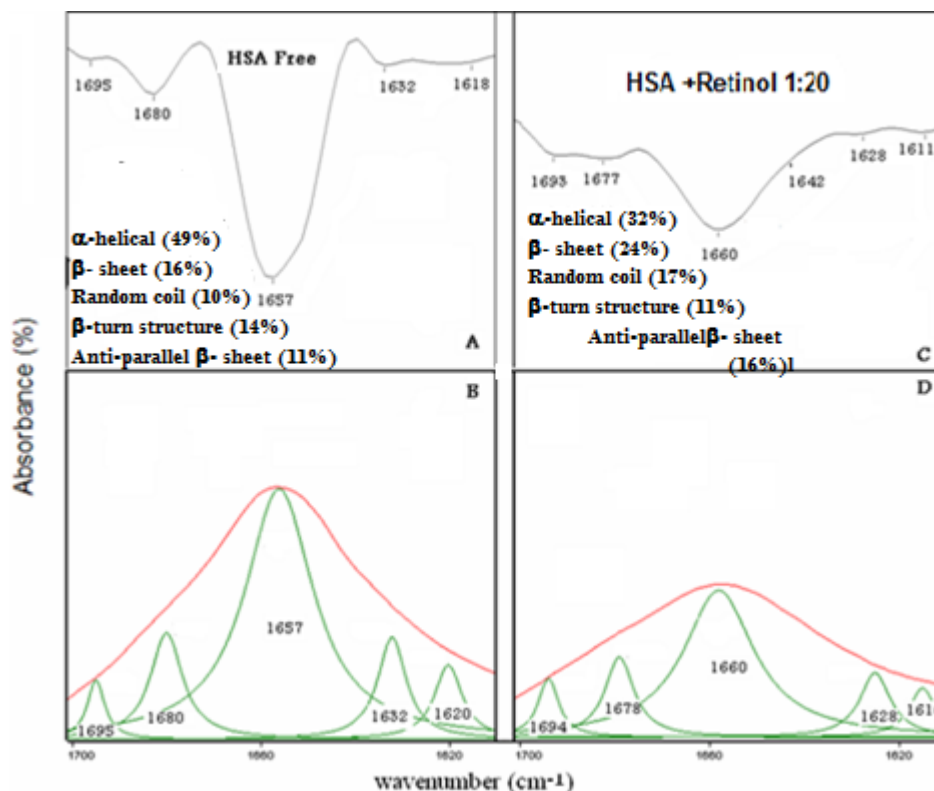 HSA Free
1695
1680
1657
1632
1618
α-helical (49%)
β- sheet (16%)
Random coil (10%)
β-turn structure (14%)
Anti-parallel β- sheet (11%)
A
HSA +Retinol 1:20
1693
1677
1660
1642
1628
1611
α-helical (32%)
β- sheet (24%)
Random coil (17%)
β-turn structure (11%)
Anti-parallelβ- sheet
(16%)l
C
Absorbance (%)
B
1657
1695
1680
1632
1620
1700
1660
1620
D
1660
1694
1678
1628
1700
1660
1620
wavenumber (cm-1)